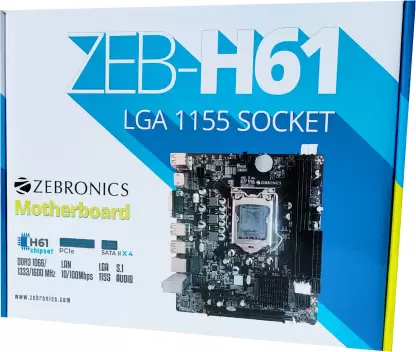 ZEB-H61
LGA 1155 SOCKET
ZEBRONICS
Motherboard
H61
chipset
PCIe
SATA II X 4
DDR3 1066/
1333/1600 MHz
LAN
10/100Mbps
LGA
1155
5.1
AUDIO
www.zebronics.com